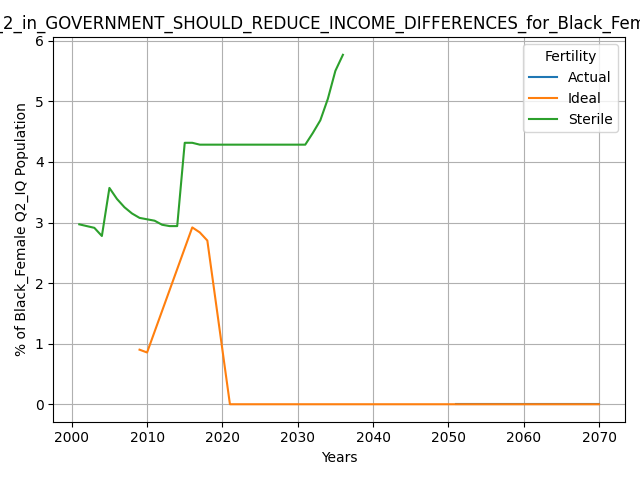 _2_in_GOVERNMENT_SHOULD_REDUCE_INCOME_DIFFERENCES_for_Black_Fem
Fertility
Actual
Ideal
Sterile
% of Black_Female Q2_IQ Population
6
5
4
3
2
1
0
2000 2010 2020 2030 2040 2050 2060 2070
Years